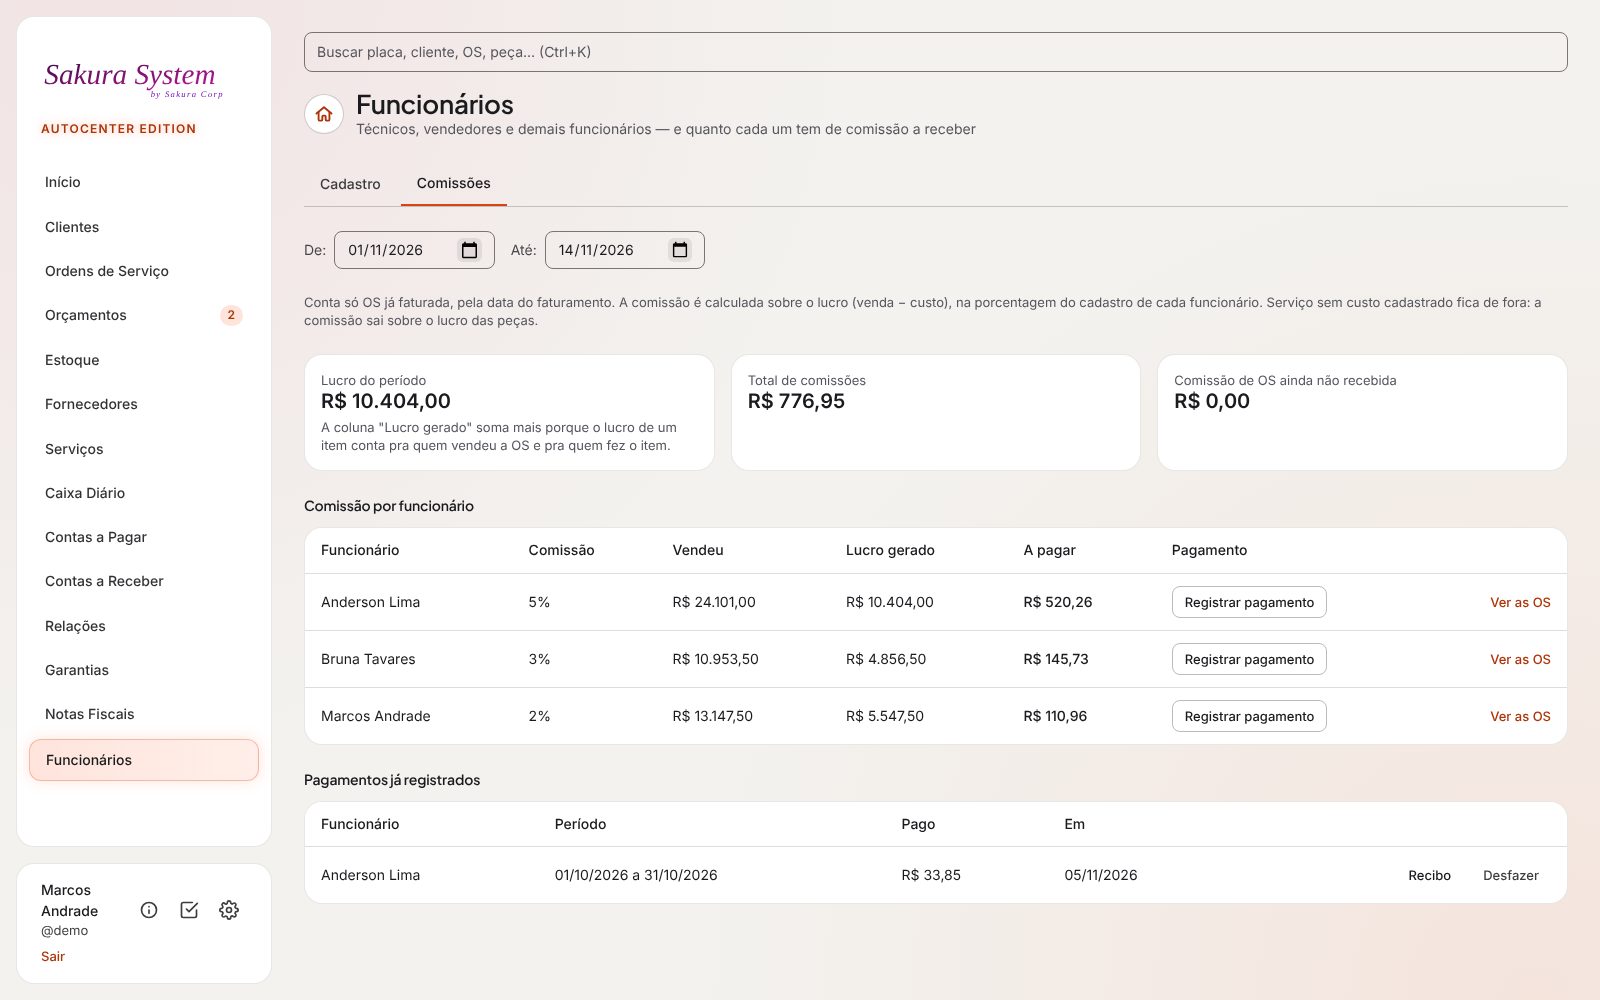 Sakura System
by Sakura Corp
AUTOCENTER EDITION
Início
Clientes
Ordens de Serviço
Orçamentos 2
Estoque
Fornecedores
Serviços
Caixa Diário
Contas a Pagar
Contas a Receber
Relações
Garantias
Notas Fiscais
Funcionários
Marcos
Andrade
@demo
Sair
Buscar placa, cliente, OS, peça... (Ctrl+K)
Funcionários
Técnicos, vendedores e demais funcionários — e quanto cada um tem de comissão a receber
Cadastro Comissões
De: 01/11/2026 Até: 14/11/2026
Conta só OS já faturada, pela data do faturamento. A comissão é calculada sobre o lucro (venda − custo), na porcentagem do cadastro de cada funcionário. Serviço sem custo cadastrado fica de fora: a
comissão sai sobre o lucro das peças.
Lucro do período
R$ 10.404,00
A coluna "Lucro gerado" soma mais porque o lucro de um
item conta pra quem vendeu a OS e pra quem fez o item.
Total de comissões
R$ 776,95
Comissão de OS ainda não recebida
R$ 0,00
Comissão por funcionário
Funcionário Comissão Vendeu Lucro gerado A pagar Pagamento
Anderson Lima 5% R$ 24.101,00 R$ 10.404,00 R$ 520,26 Registrar pagamento Ver as OS
Bruna Tavares 3% R$ 10.953,50 R$ 4.856,50 R$ 145,73 Registrar pagamento Ver as OS
Marcos Andrade 2% R$ 13.147,50 R$ 5.547,50 R$ 110,96 Registrar pagamento Ver as OS
Pagamentos já registrados
Funcionário Período Pago Em
Anderson Lima 01/10/2026 a 31/10/2026 R$ 33,85 05/11/2026 Recibo Desfazer